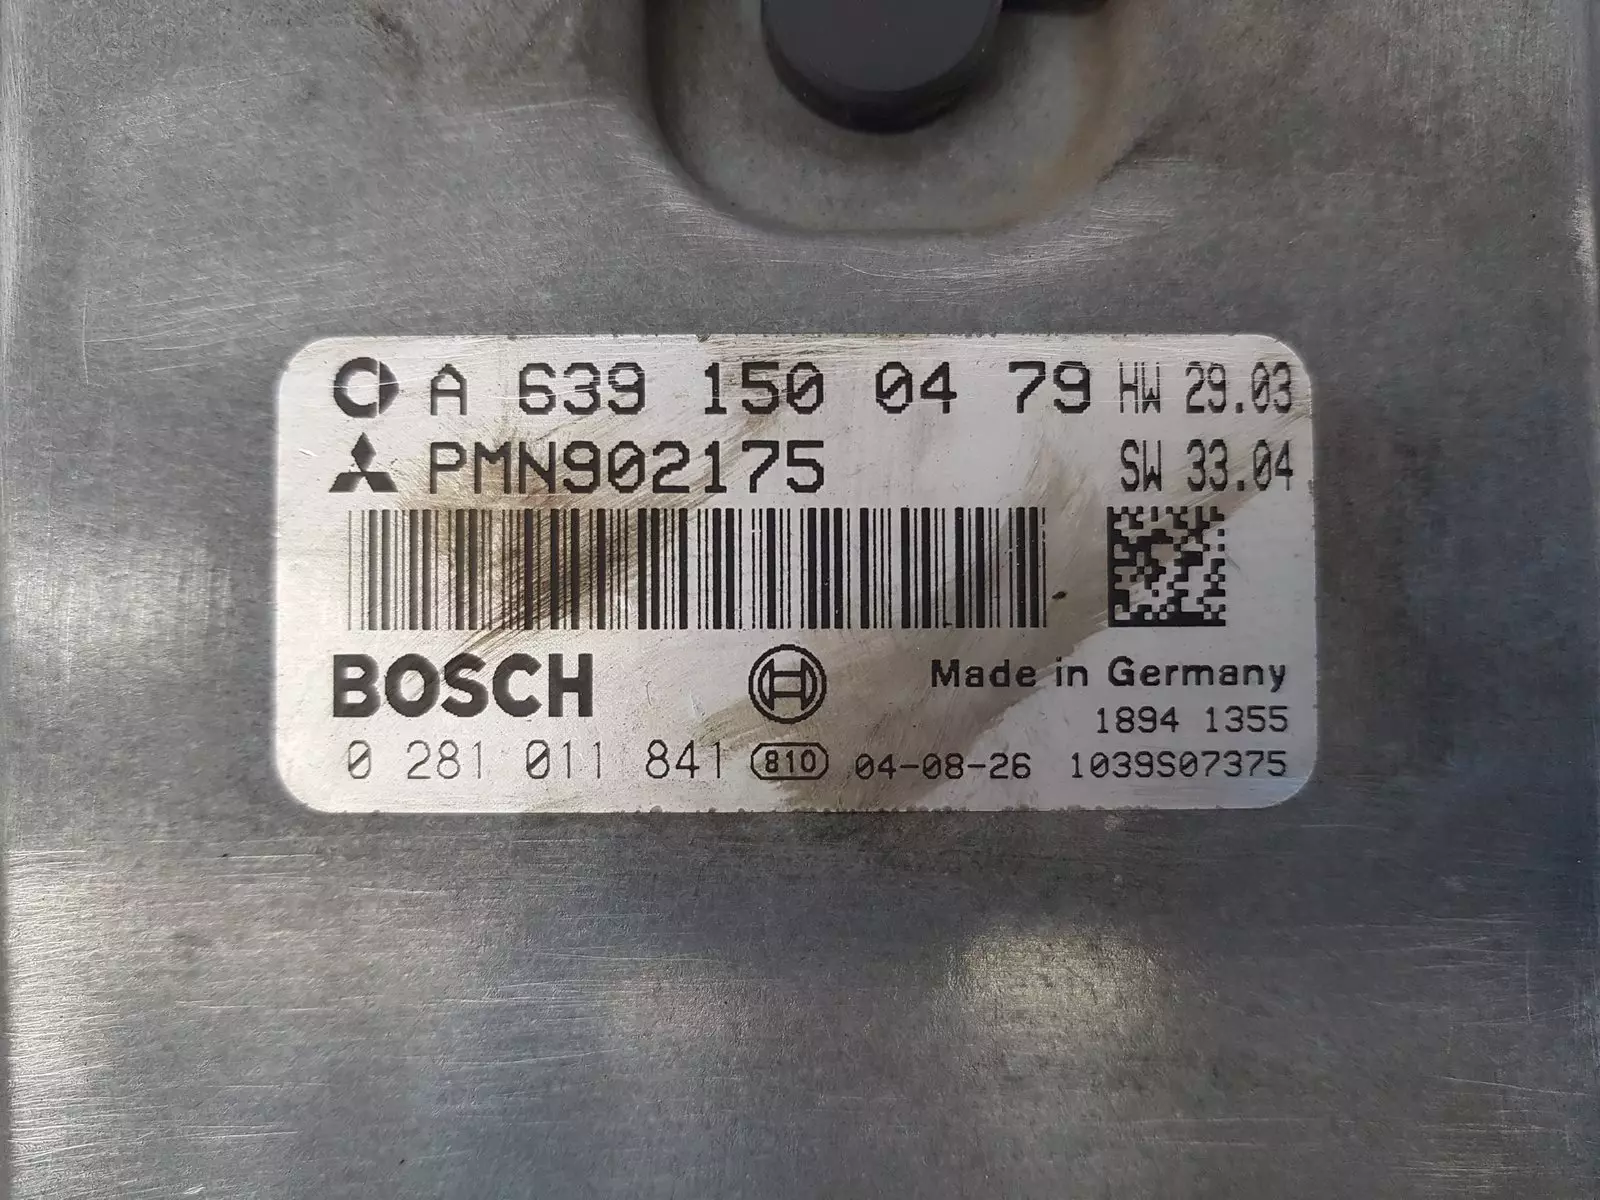 A 639 150 04 79 HW 29.03
PMN902175 SW 33.04
BOSCH Made in Germany
1894 1355
0 281 011 841 810 04-08-26 1039S07375